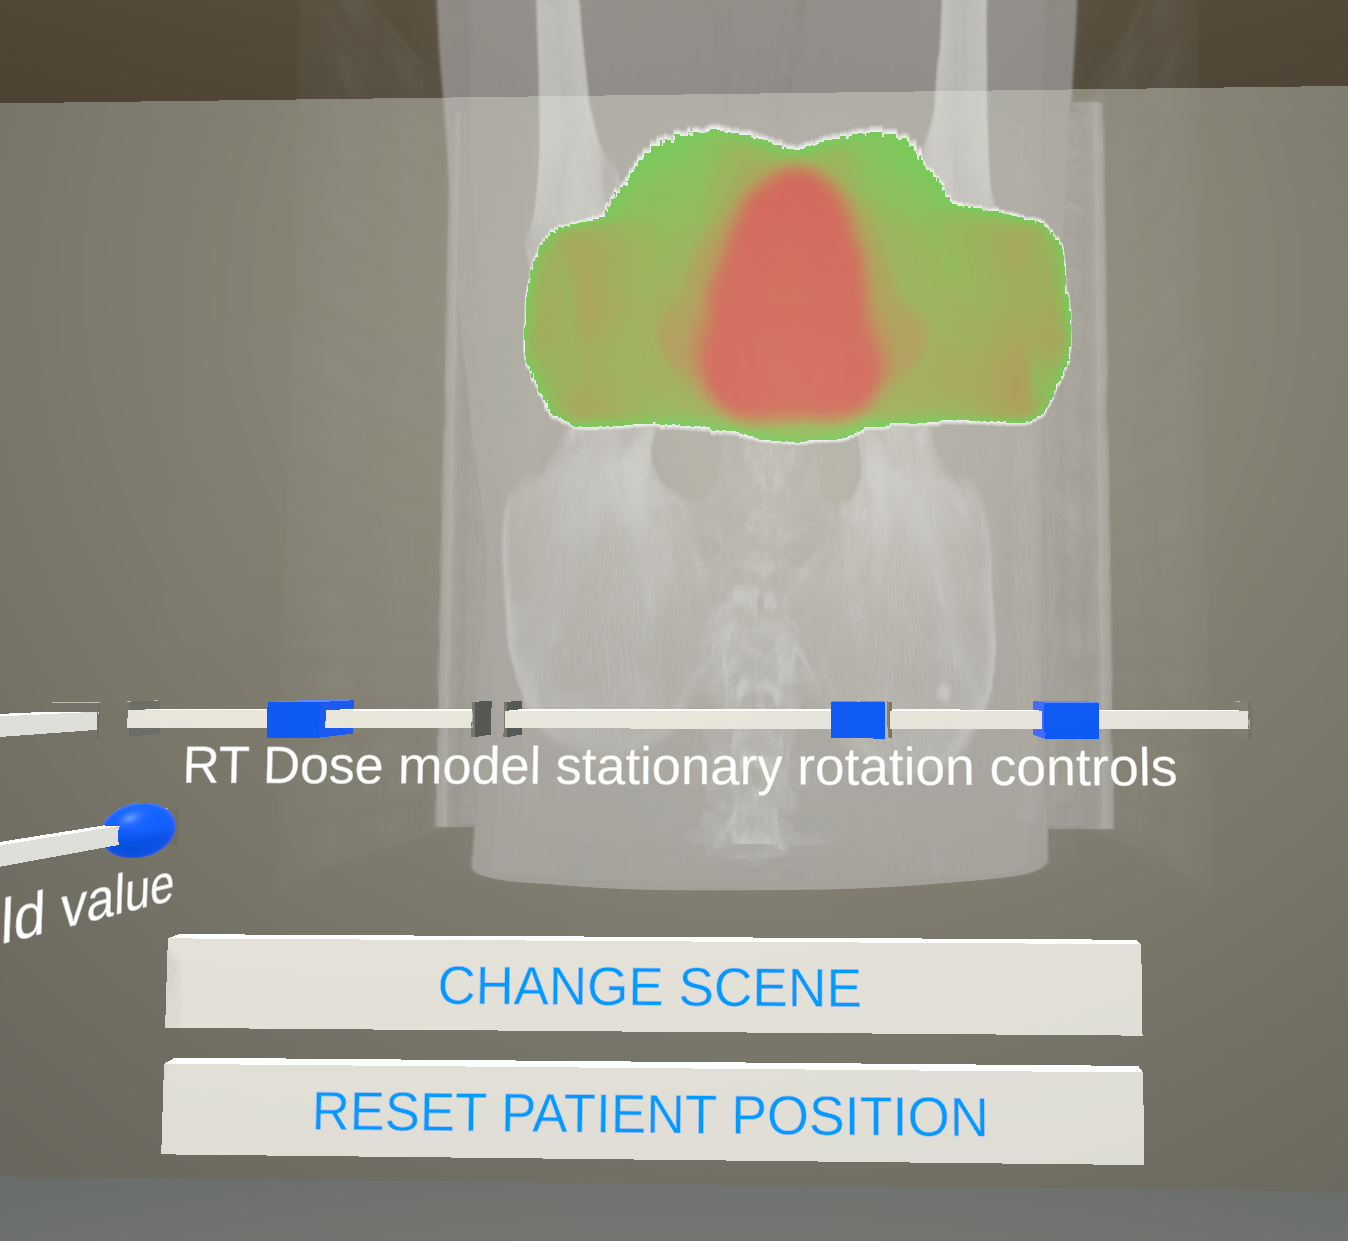 RT Dose model stationary rotation controls
value
CHANGE SCENE
RESET PATIENT POSITION